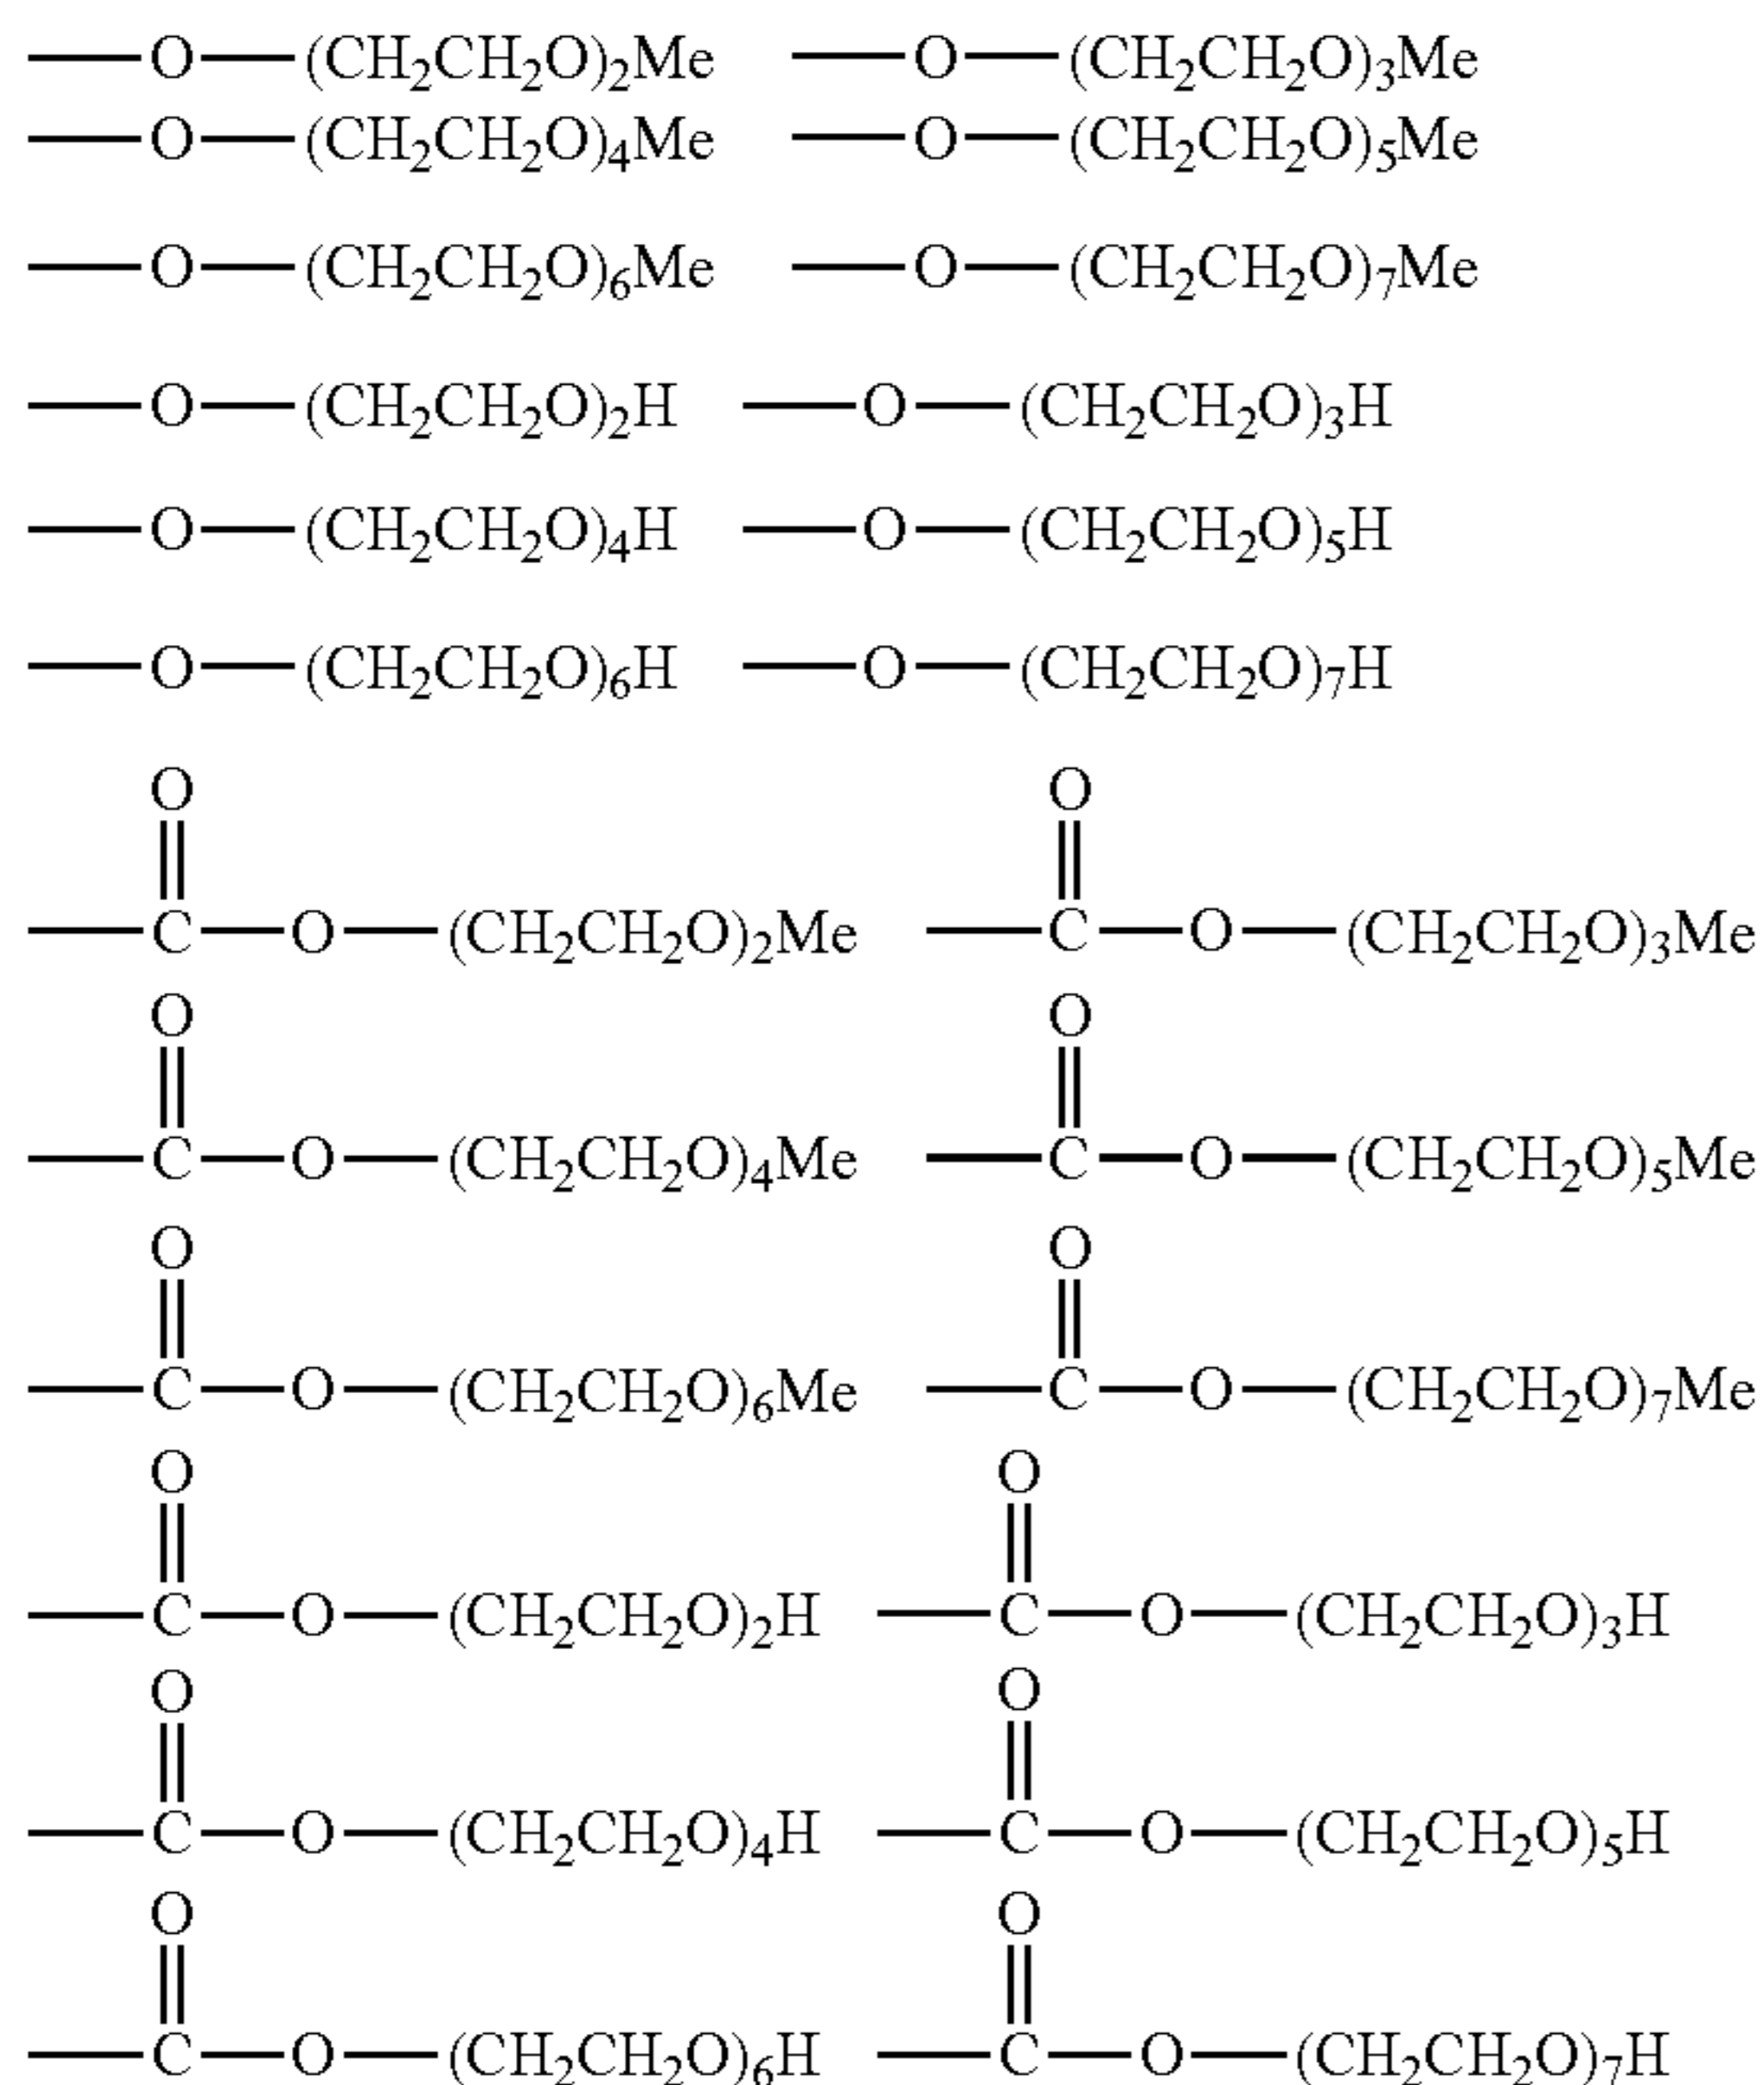 —O—(CH₂CH₂O)₂Me —O—(CH₂CH₂O)₃Me
—O—(CH₂CH₂O)₄Me —O—(CH₂CH₂O)₅Me
—O—(CH₂CH₂O)₆Me —O—(CH₂CH₂O)₇Me
—O—(CH₂CH₂O)₂H —O—(CH₂CH₂O)₃H
—O—(CH₂CH₂O)₄H —O—(CH₂CH₂O)₅H
—O—(CH₂CH₂O)₆H —O—(CH₂CH₂O)₇H
O O
—C—O—(CH₂CH₂O)₂Me —C—O—(CH₂CH₂O)₃Me
O O
—C—O—(CH₂CH₂O)₄Me —C—O—(CH₂CH₂O)₅Me
O O
—C—O—(CH₂CH₂O)₆Me —C—O—(CH₂CH₂O)₇Me
O O
—C—O—(CH₂CH₂O)₂H —C—O—(CH₂CH₂O)₃H
O O
—C—O—(CH₂CH₂O)₄H —C—O—(CH₂CH₂O)₅H
O O
—C—O—(CH₂CH₂O)₆H —C—O—(CH₂CH₂O)₇H